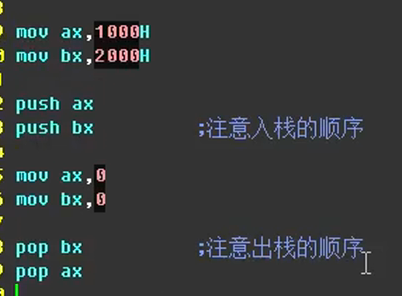 mov ax,1000H
mov bx,2000H
push ax
push bx ;注意入栈的顺序
mov ax,0
mov bx,0
pop bx ;注意出栈的顺序
pop ax